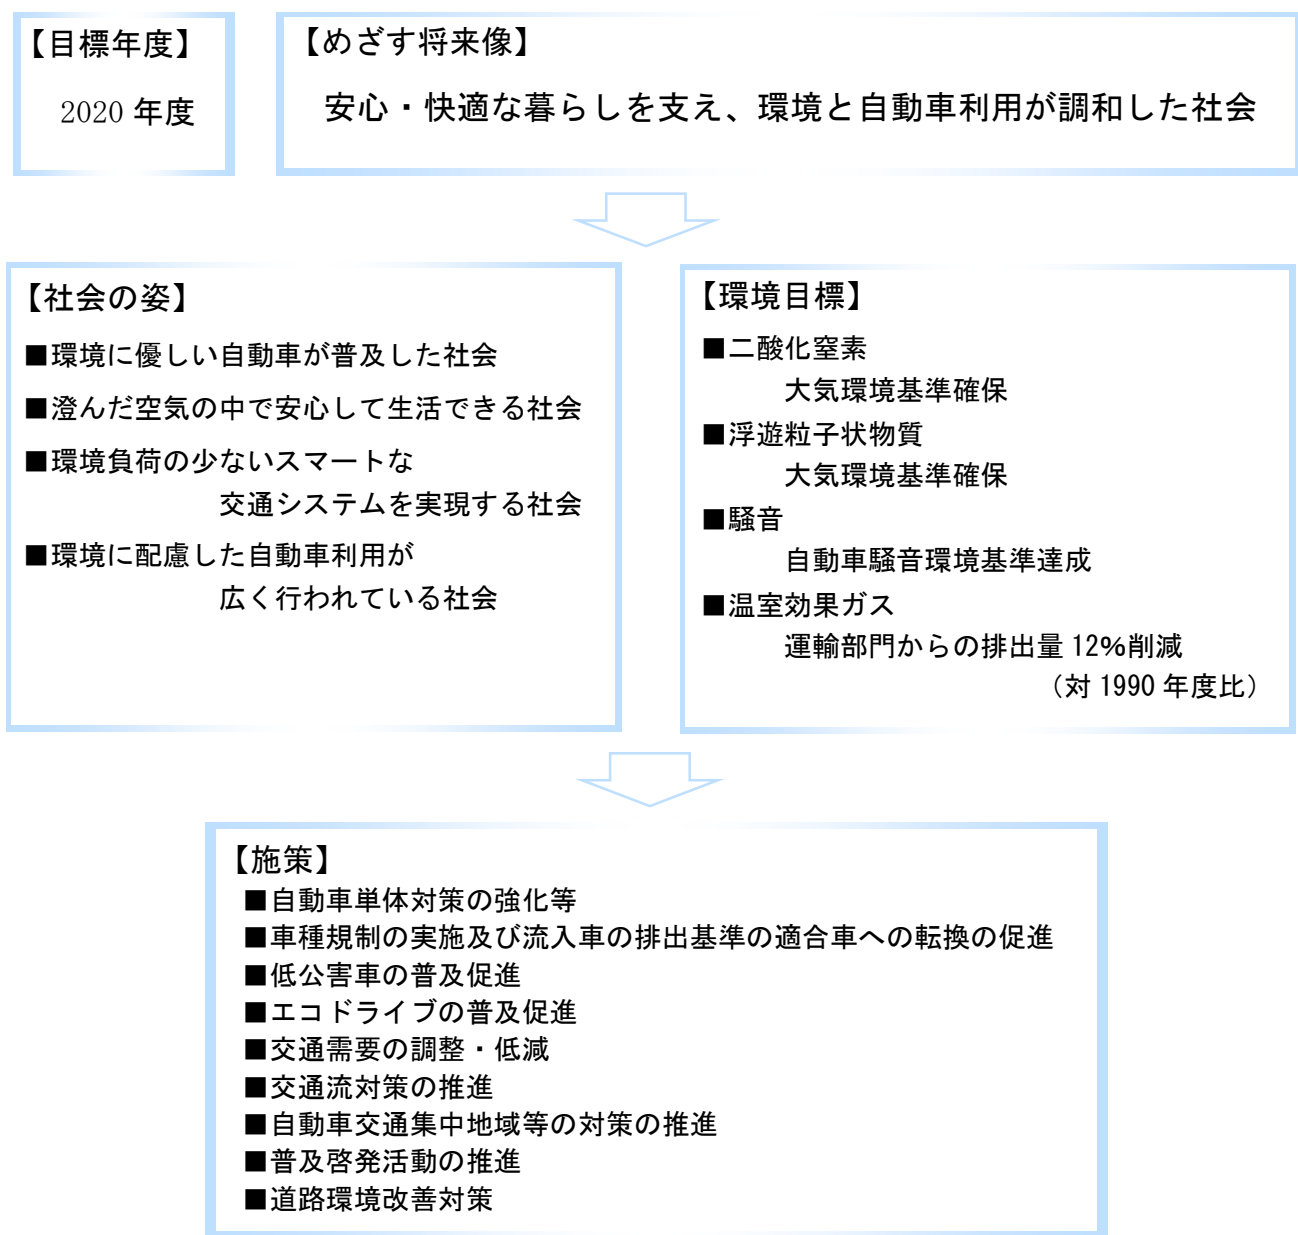 【目標年度】
2020 年度
【めざす将来像】
安心・快適な暮らしを支え、環境と自動車利用が調和した社会
【社会の姿】
■環境に優しい自動車が普及した社会
■澄んだ空気の中で安心して生活できる社会
■環境負荷の少ないスマートな
交通システムを実現する社会
■環境に配慮した自動車利用が
広く行われている社会
【環境目標】
■二酸化窒素
大気環境基準確保
■浮遊粒子状物質
大気環境基準確保
■騒音
自動車騒音環境基準達成
■温室効果ガス
運輸部門からの排出量 12%削減
（対 1990 年度比）
【施策】
■自動車単体対策の強化等
■車種規制の実施及び流入車の排出基準の適合車への転換の促進
■低公害車の普及促進
■エコドライブの普及促進
■交通需要の調整・低減
■交通流対策の推進
■自動車交通集中地域等の対策の推進
■普及啓発活動の推進
■道路環境改善対策